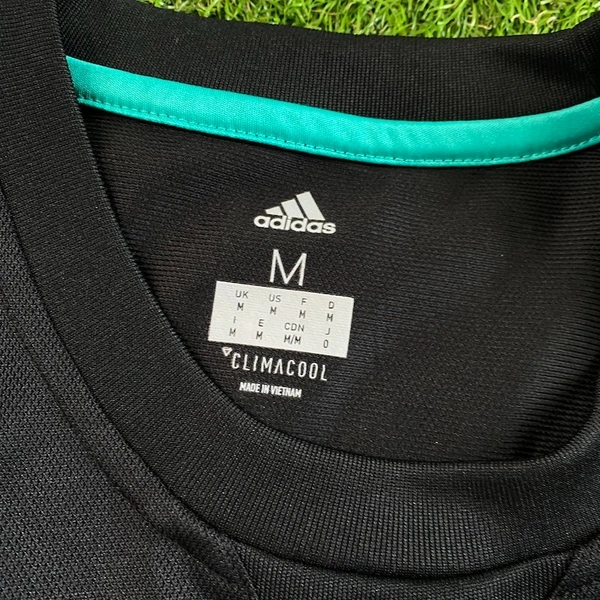 adidas
M
UK US F D
M M M M
I E CDN J
M M M/M O
CLIMACOOL
MADE IN VIETNAM